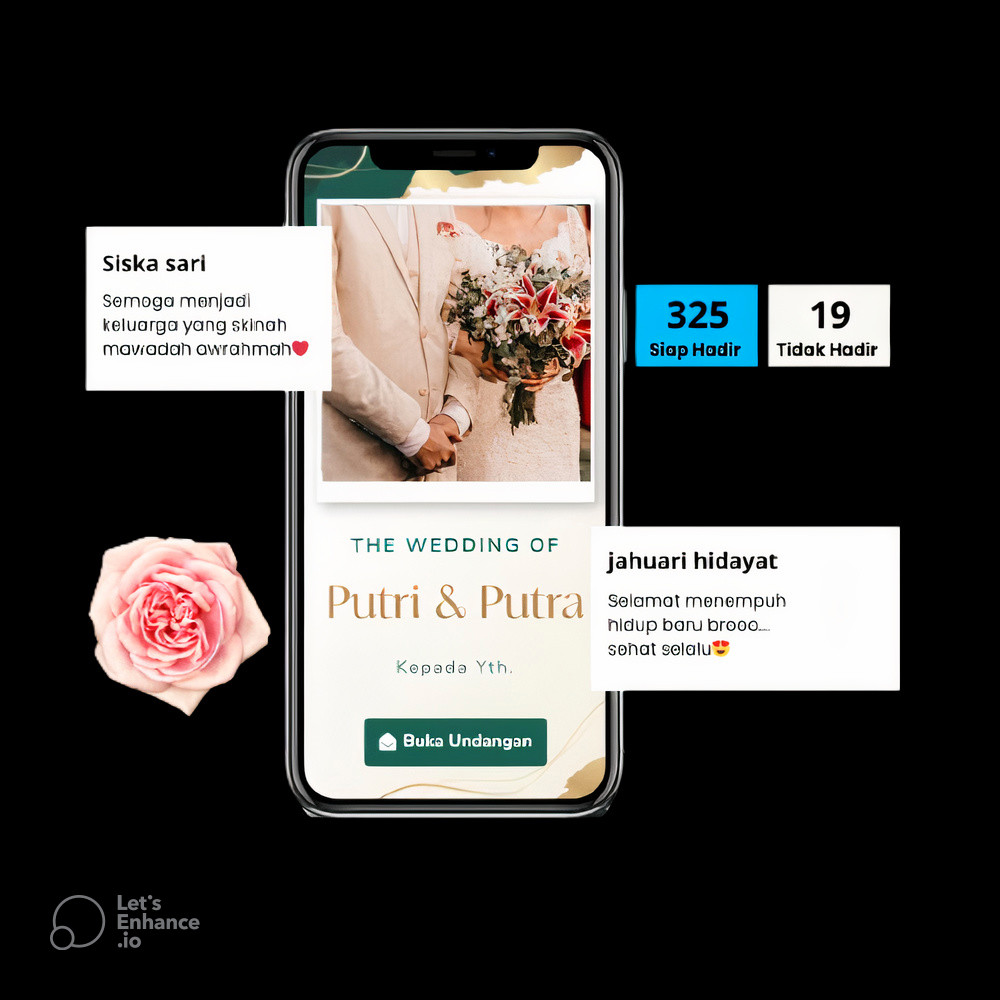 Siska sari
Semoga menjadi
keluarga yang skinah
mawadah awrahmah❤️
325
Siap Hadir
19
Tidak Hadir
THE WEDDING OF
Putri & Putra
Kepada Yth.
Buka Undangan
jahuari hidayat
Selamat menempuh
hidup baru brooo...
sehat selalu😍
Let's
Enhance
.io